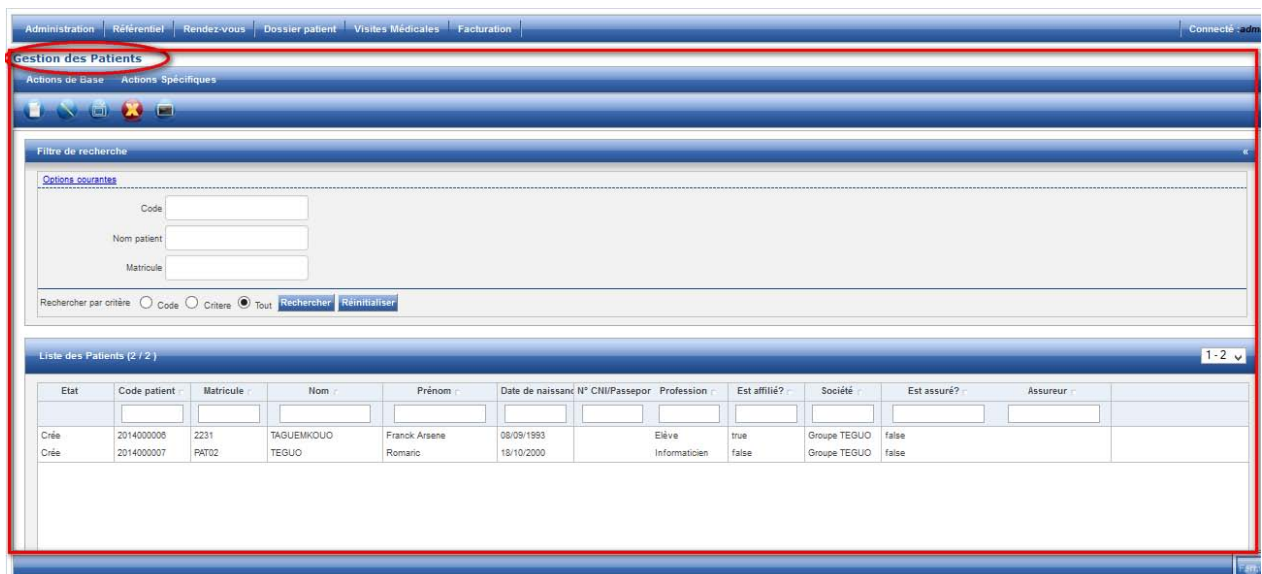 Administration Référentiel Rendez-vous Dossier patient Visites Médicales Facturation Connecté adm
Gestion des Patients
Actions de Base Actions Spécifiques
Filtre de recherche «
Options courantes
Code
Nom patient
Matricule
Rechercher par critère Code Critere Tout Rechercher Réinitialiser
Liste des Patients (2 / 2 ) 1 - 2
Etat Code patient Matricule Nom Prénom Date de naissanc N° CNI/Passepor Profession Est affilié? Société Est assuré? Assureur
Crée 2014000006 2231 TAGUEMKOUO Franck Arsene 08/09/1993 Elève true Groupe TEGUO false
Crée 2014000007 PAT02 TEGUO Romaric 18/10/2000 Informaticien false Groupe TEGUO false